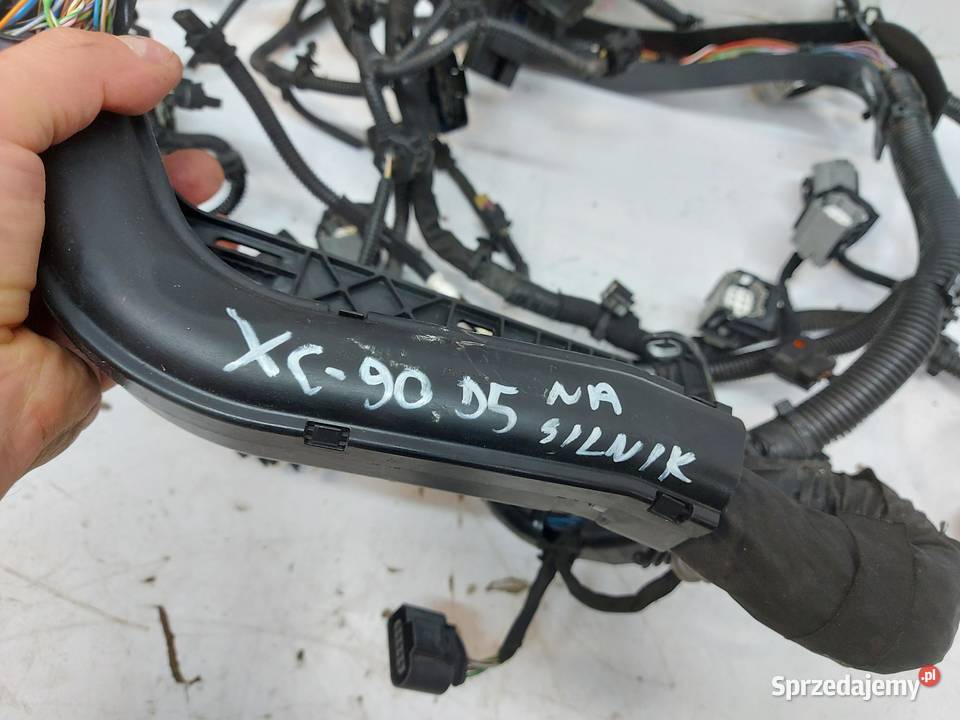 XC-90 D5 NA
SILNIK
Sprzedajemy.pl